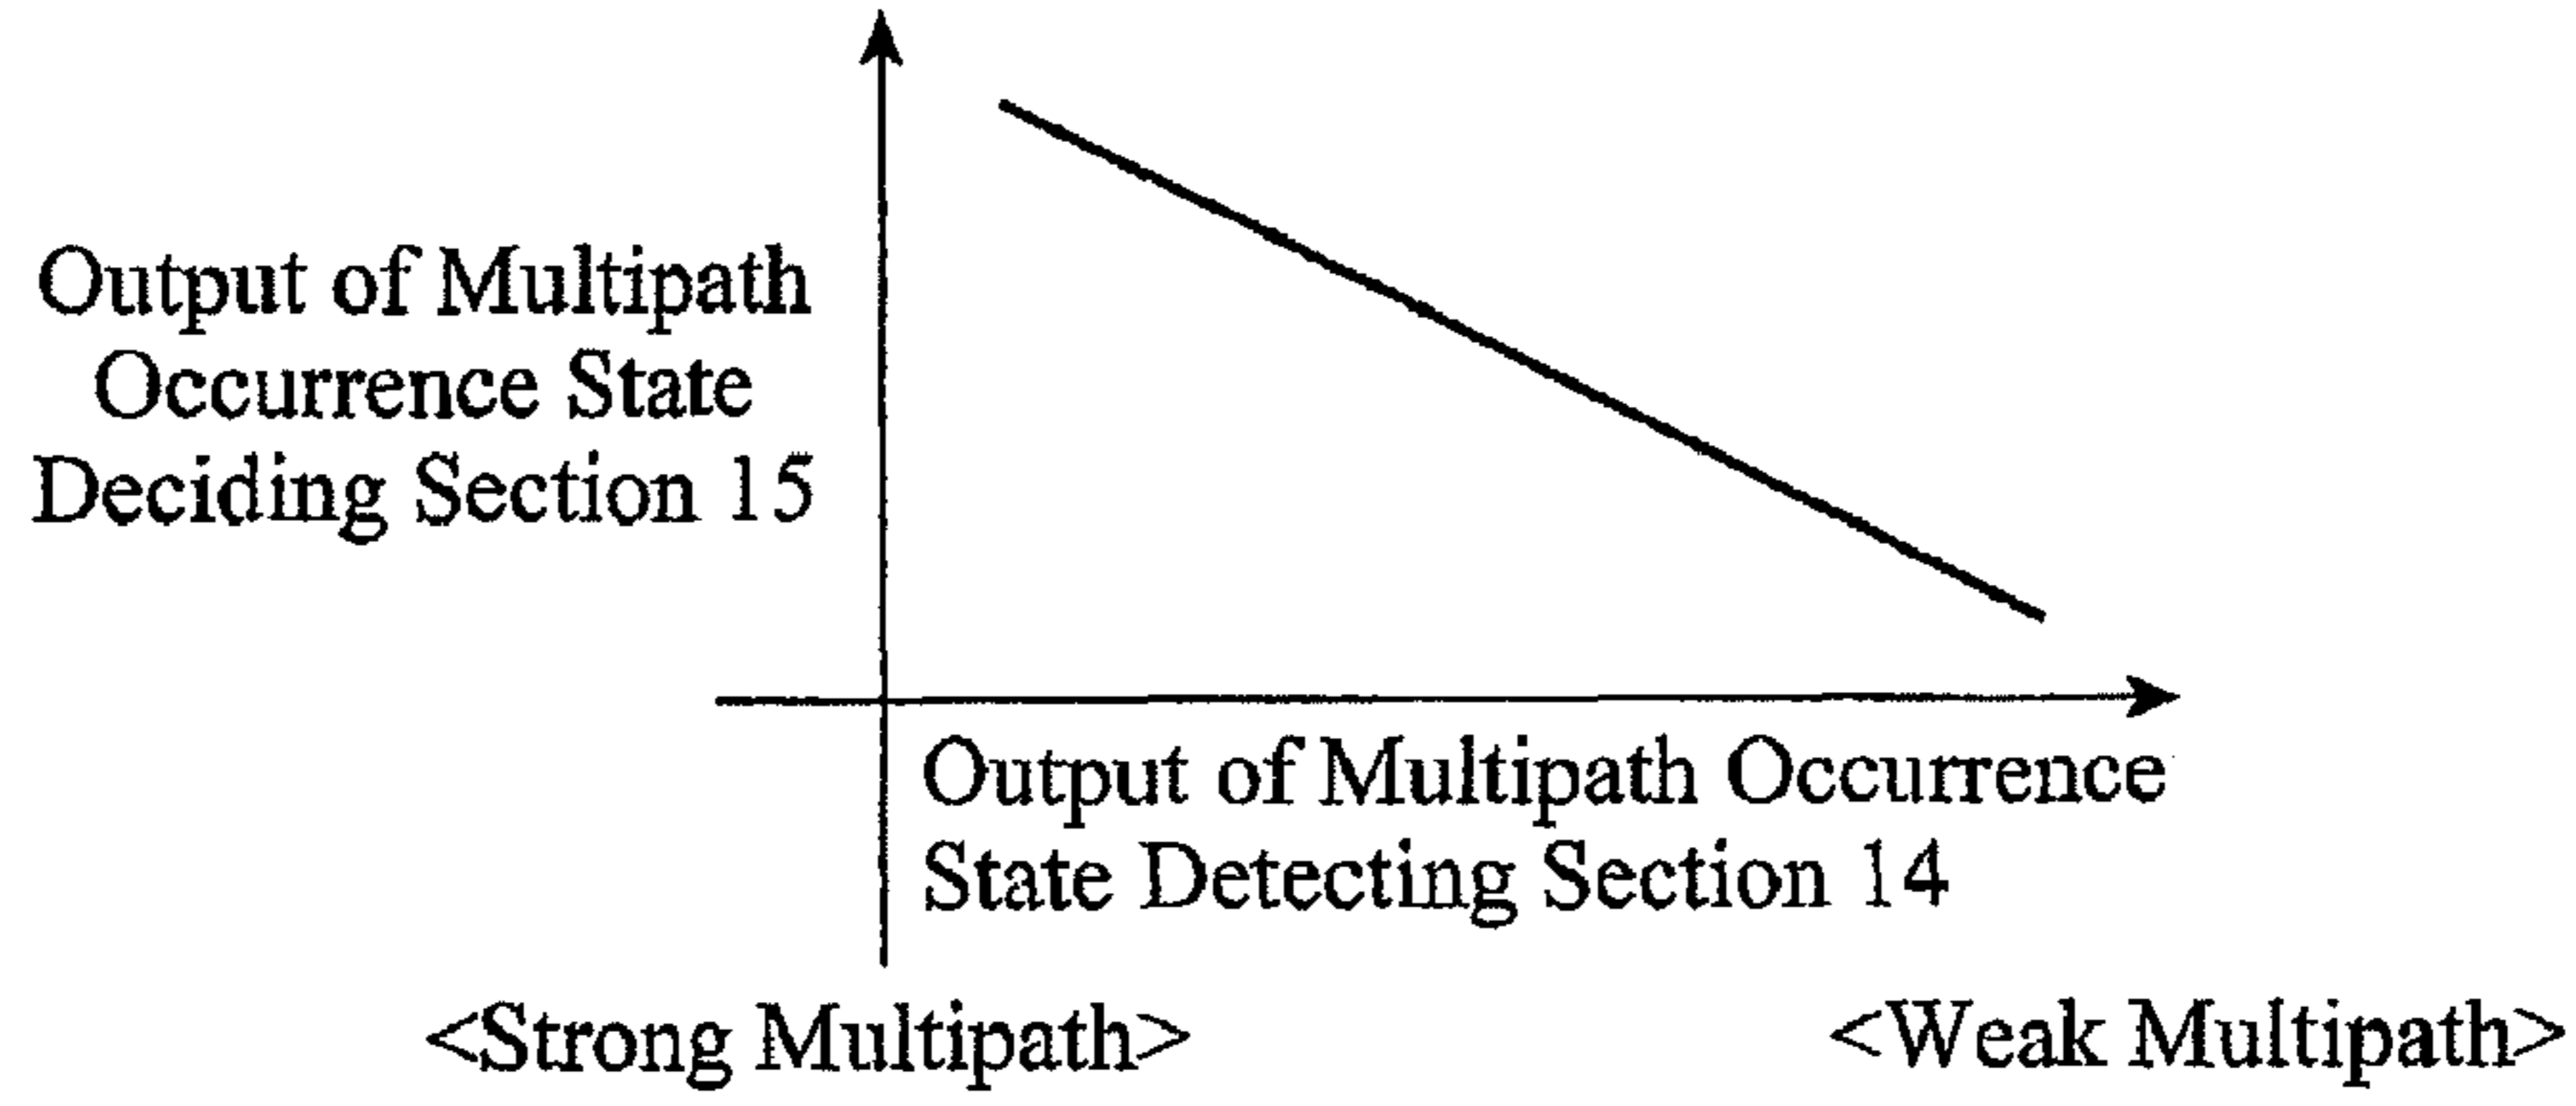 Output of Multipath
Occurrence State
Deciding Section 15
Output of Multipath Occurrence
State Detecting Section 14
<Strong Multipath>
<Weak Multipath>